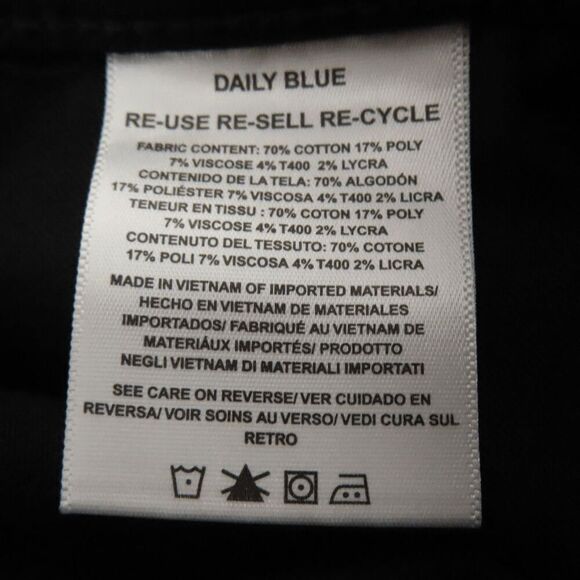 DAILY BLUE
RE-USE RE-SELL RE-CYCLE
FABRIC CONTENT: 70% COTTON 17% POLY
7% VISCOSE 4% T400 2% LYCRA
CONTENIDO DE LA TELA: 70% ALGODÓN
17% POLIÉSTER 7% VISCOSA 4% T400 2% LICRA
TENEUR EN TISSU : 70% COTON 17% POLY
7% VISCOSE 4% T400 2% LYCRA
CONTENUTO DEL TESSUTO: 70% COTONE
17% POLI 7% VISCOSA 4% T400 2% LICRA
MADE IN VIETNAM OF IMPORTED MATERIALS/
HECHO EN VIETNAM DE MATERIALES
IMPORTADOS/ FABRIQUÉ AU VIETNAM DE
MATERIÁUX IMPORTÉS/ PRODOTTO
NEGLI VIETNAM DI MATERIALI IMPORTATI
SEE CARE ON REVERSE/ VER CUIDADO EN
REVERSA/ VOIR SOINS AU VERSO/ VEDI CURA SUL
RETRO